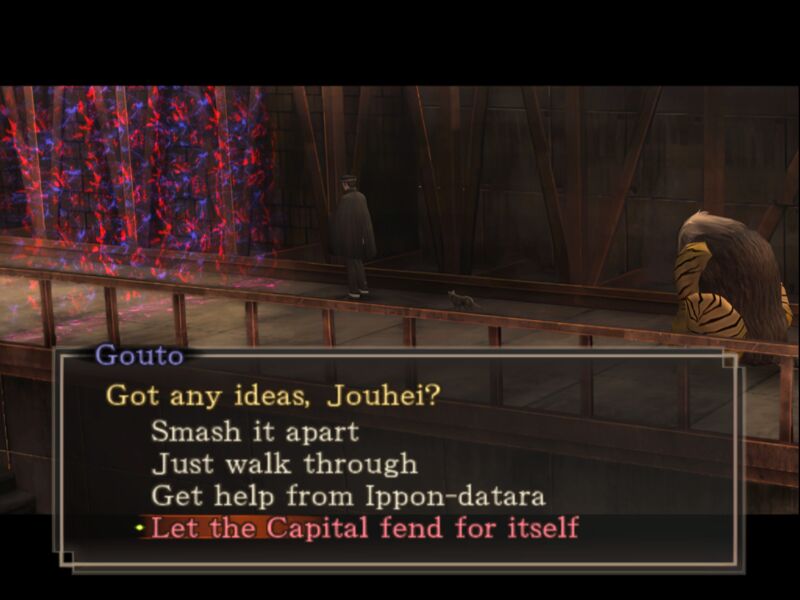 Gouto
Got any ideas, Jouhei?
Smash it apart
Just walk through
Get help from Ippon-datara
Let the Capital fend for itself